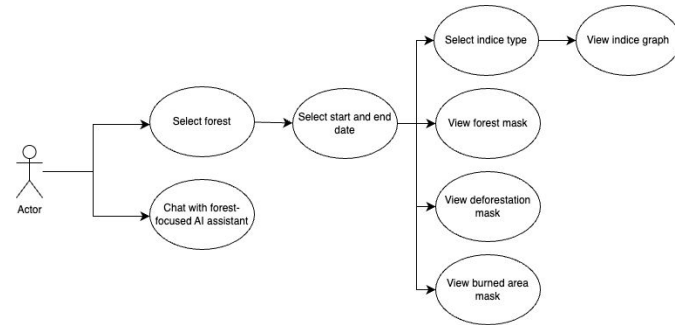 Select indice type
View indice graph
Select forest
Select start and end
date
View forest mask
Actor
Chat with forest-
focused AI assistant
View deforestation
mask
View burned area
mask